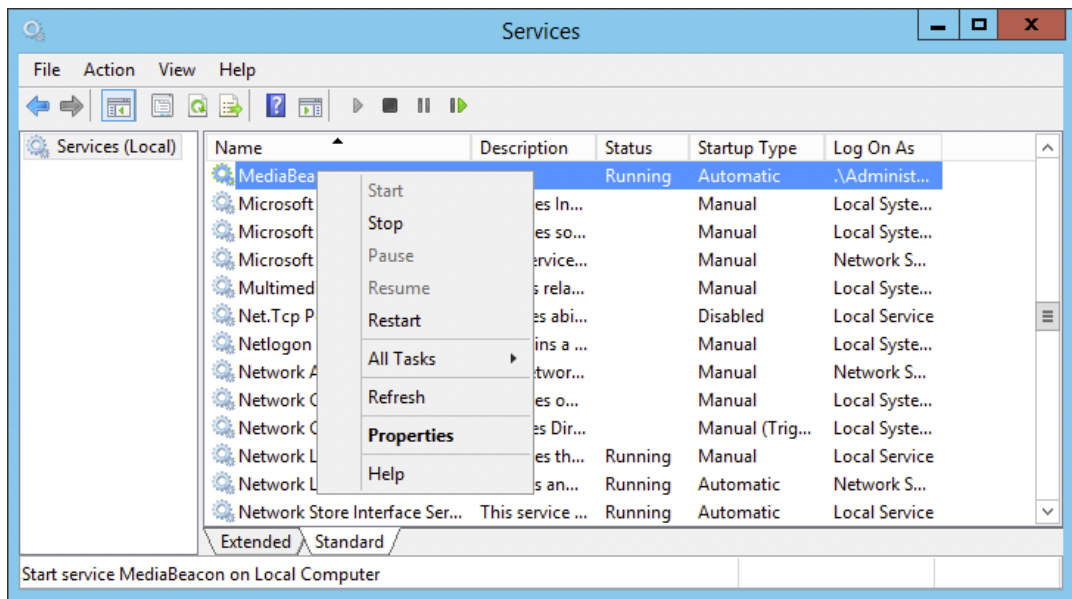 Services
File Action View Help
Services (Local)
Name Description Status Startup Type Log On As
MediaBea Running Automatic .\Administ...
Microsoft es In... Manual Local Syste...
Microsoft es so... Manual Local Syste...
Microsoft ervice... Manual Network S...
Multimed s rela... Manual Local Syste...
Net.Tcp P es abi... Disabled Local Service
Netlogon ins a ... Manual Local Syste...
Network A twor... Manual Network S...
Network C es o... Manual Local Syste...
Network C es Dir... Manual (Trig... Local Syste...
Network L es th... Running Manual Local Service
Network L s an... Running Automatic Network S...
Network Store Interface Ser... This service ... Running Automatic Local Service
Start
Stop
Pause
Resume
Restart
All Tasks
Refresh
Properties
Help
Extended Standard
Start service MediaBeacon on Local Computer